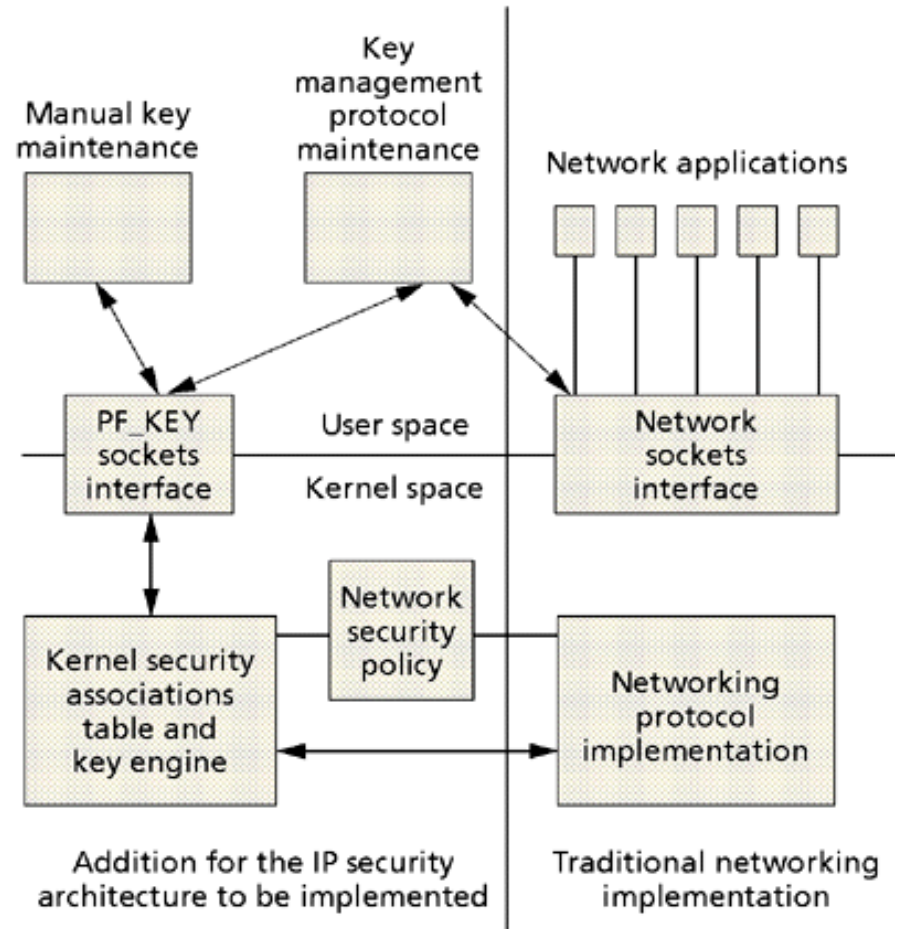 Key
management
protocol
maintenance
Manual key
maintenance
Network applications
PF_KEY
sockets
interface
User space
Kernel space
Network
sockets
interface
Network
security
policy
Kernel security
associations
table and
key engine
Networking
protocol
implementation
Addition for the IP security
architecture to be implemented
Traditional networking
implementation